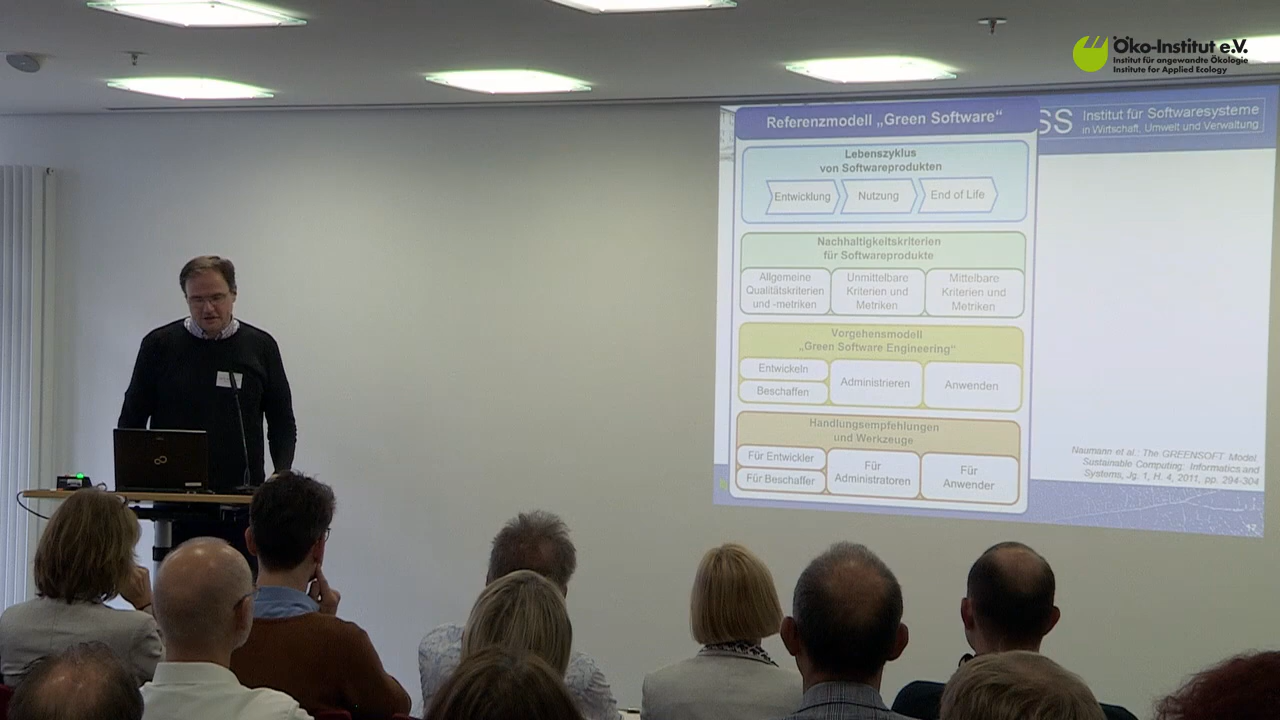 Öko-Institut e.V.
Institut für angewandte Ökologie
Institute for Applied Ecology
Referenzmodell „Green Software“
SS Institut für Softwaresysteme
in Wirtschaft, Umwelt und Verwaltung
Lebenszyklus
von Softwareprodukten
Entwicklung
Nutzung
End of Life
Nachhaltigkeitskriterien
für Softwareprodukte
Allgemeine
Qualitätskriterien
und -metriken
Unmittelbare
Kriterien und
Metriken
Mittelbare
Kriterien und
Metriken
Vorgehensmodell
„Green Software Engineering“
Entwickeln
Beschaffen
Administrieren
Anwenden
Handlungsempfehlungen
und Werkzeuge
Für Entwickler
Für Beschaffer
Für
Administratoren
Für
Anwender
Naumann et al.: The GREENSOFT Model.
Sustainable Computing: Informatics and
Systems, Jg. 1, H. 4, 2011, pp. 294-304
17